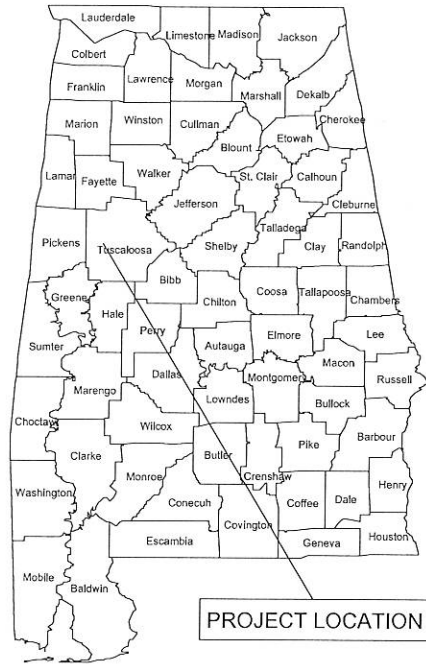 Lauderdale
Limestone
Madison
Jackson
Colbert
Lawrence
Franklin
Morgan
Marshall
Dekalb
Cherokee
Marion
Winston
Cullman
Blount
Etowah
Lamar
Fayette
Walker
St. Clair
Calhoun
Cleburne
Jefferson
Talladega
Pickens
Tuscaloosa
Shelby
Clay
Randolph
Bibb
Greene
Hale
Chilton
Coosa
Tallapoosa
Chambers
Perry
Sumter
Autauga
Elmore
Lee
Macon
Dallas
Montgomery
Russell
Marengo
Lowndes
Bullock
Choctaw
Wilcox
Barbour
Clarke
Butler
Pike
Monroe
Crenshaw
Henry
Washington
Conecuh
Coffee
Dale
Covington
Escambia
Geneva
Houston
Mobile
Baldwin
PROJECT LOCATION